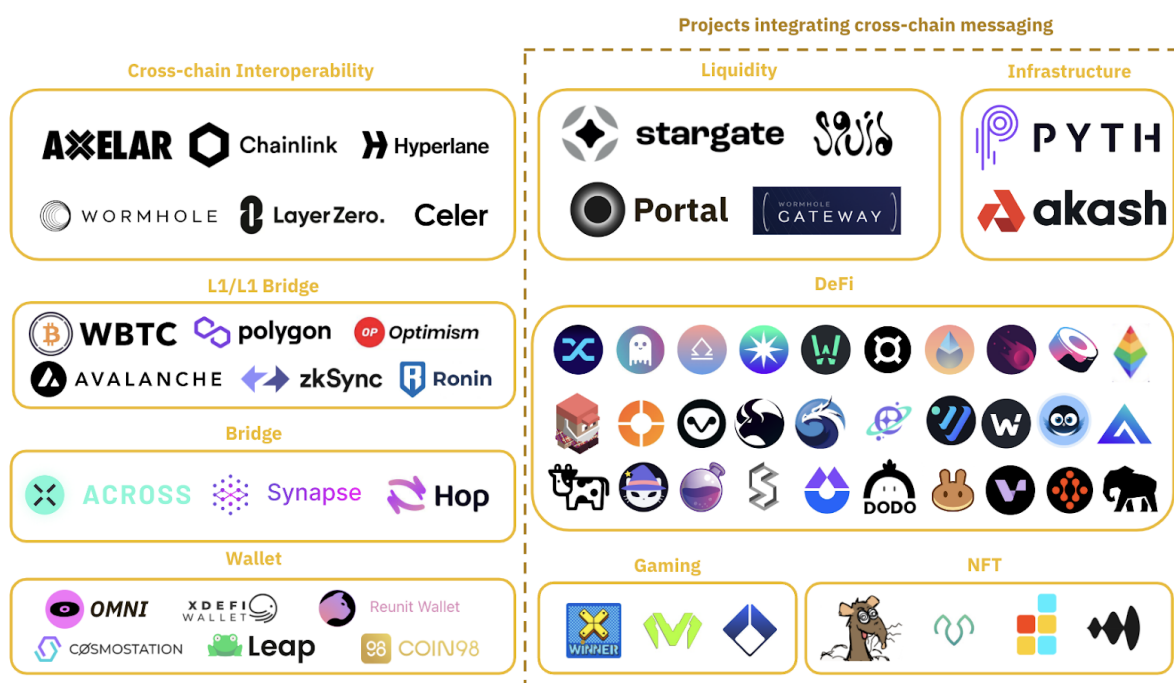 Projects integrating cross-chain messaging
Cross-chain Interoperability
AXELAR Chainlink Hyperlane
WORMHOLE LayerZero. Celer
L1/L1 Bridge
WBTC polygon OP Optimism
AVALANCHE zkSync Ronin
Bridge
ACROSS Synapse Hop
Wallet
OMNI XDEFI WALLET Reunit Wallet
COSMOSTATION Leap 98 COIN98
Liquidity
stargate squid
Portal WORMHOLE GATEWAY
Infrastructure
PYTH
akash
DeFi
DODO
Gaming
WINNER
NFT